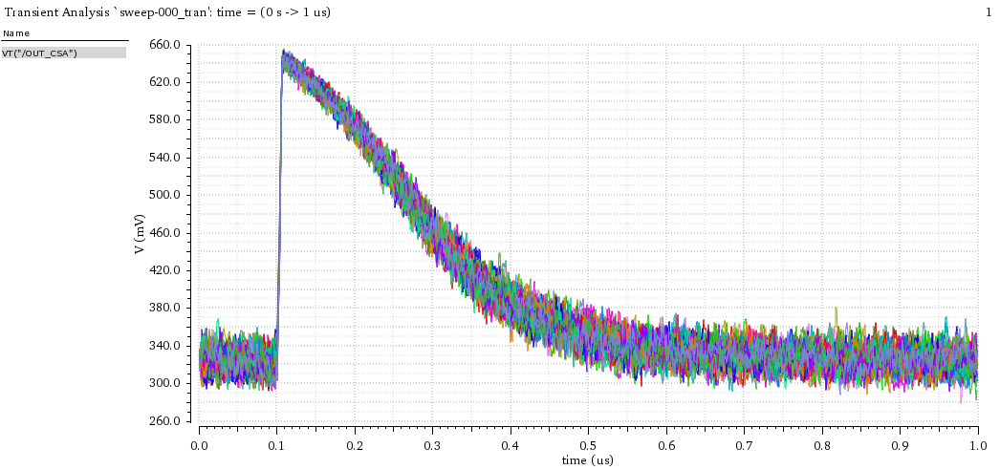 Transient Analysis `sweep-000_tran': time = (0 s -> 1 us)
1
Name
VT("/OUT_CSA")
660.0
620.0
580.0
540.0
500.0
460.0
420.0
380.0
340.0
300.0
260.0
V (mV)
0.0 0.1 0.2 0.3 0.4 0.5 0.6 0.7 0.8 0.9 1.0
time (us)